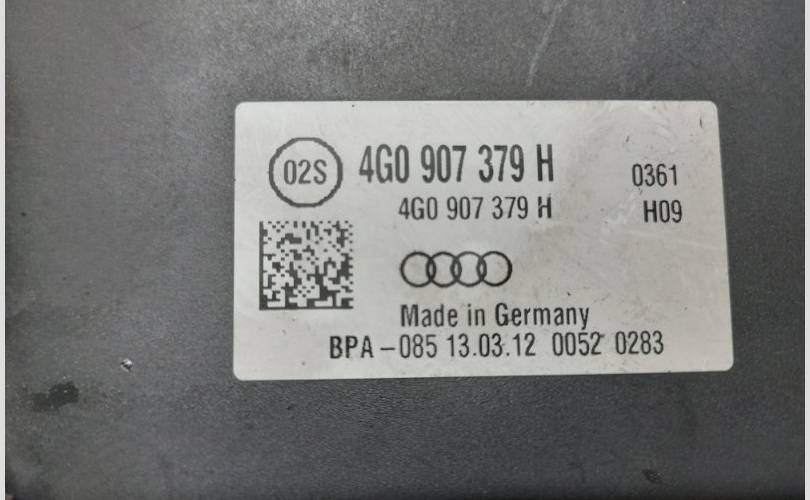 02S 4G0 907 379 H 0361
4G0 907 379 H H09
Made in Germany
BPA-085 13.03.12 0052 0283